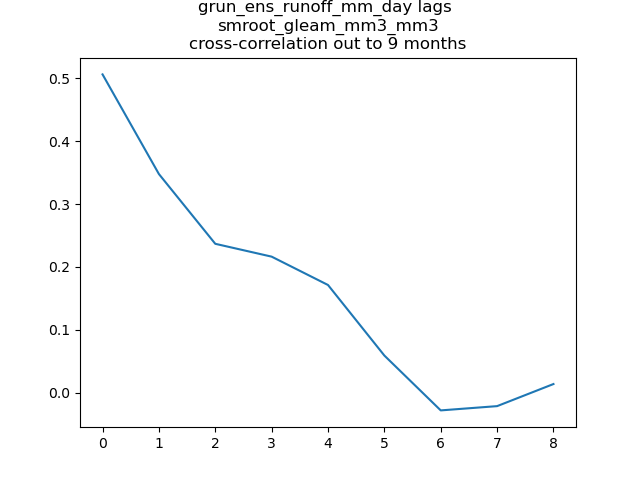 grun_ens_runoff_mm_day lags
smroot_gleam_mm3_mm3
cross-correlation out to 9 months
0.5
0.4
0.3
0.2
0.1
0.0
0 1 2 3 4 5 6 7 8